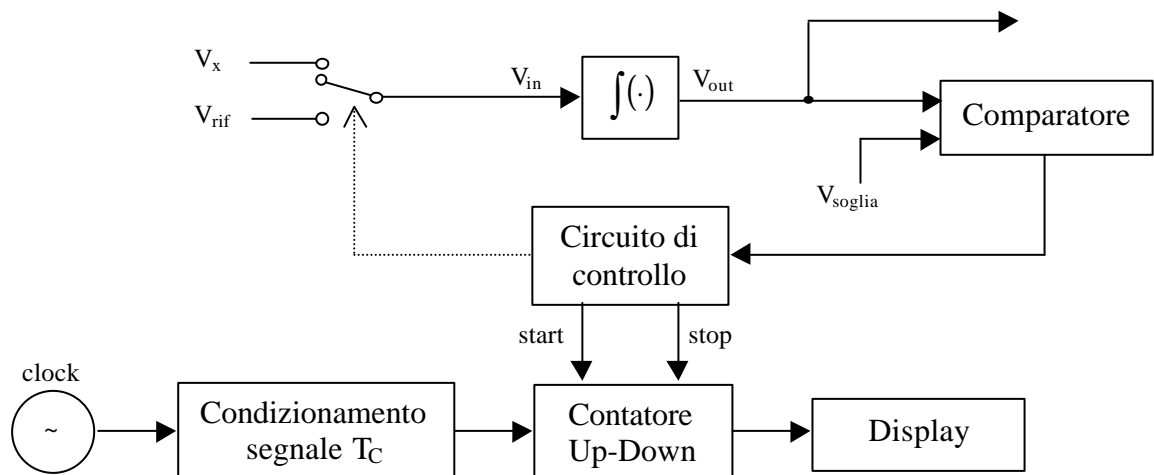 Vx
Vin
∫(·)
Vout
Vrif
Comparatore
Vsoglia
Circuito di
controllo
start
stop
clock
~
Condizionamento
segnale TC
Contatore
Up-Down
Display